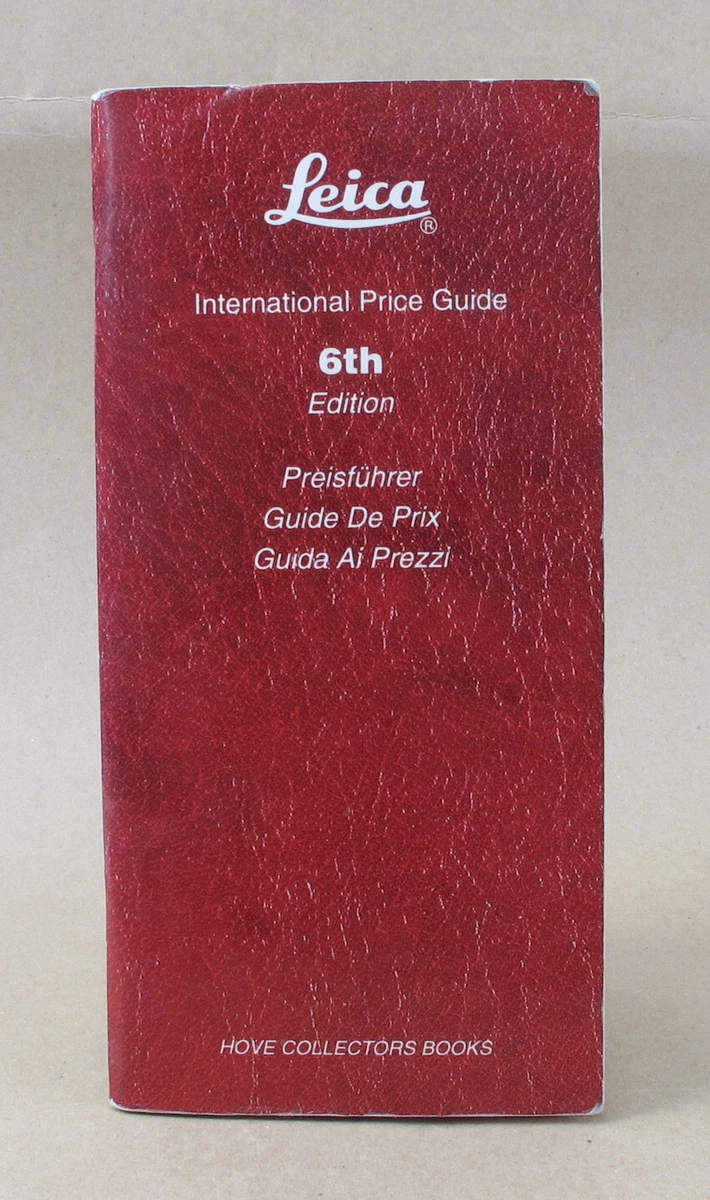 Leica®
International Price Guide
6th
Edition
Preisführer
Guide De Prix
Guida Ai Prezzi
HOVE COLLECTORS BOOKS